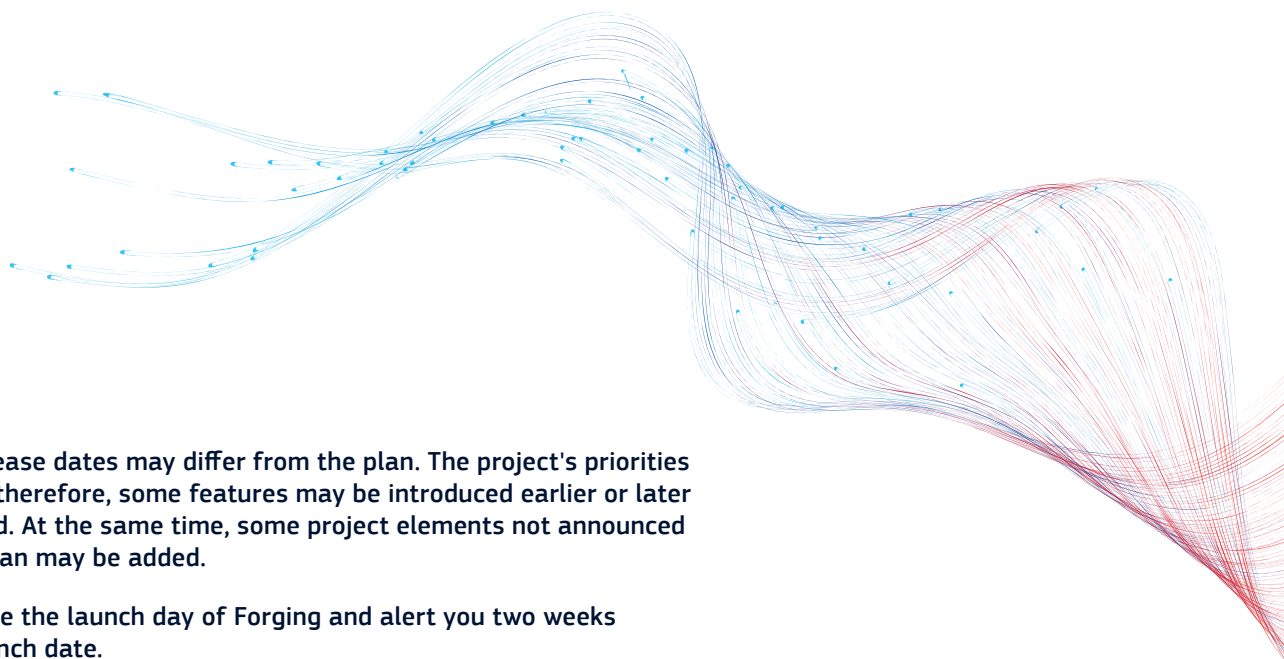 ease dates may differ from the plan. The project's priorities
therefore, some features may be introduced earlier or later
d. At the same time, some project elements not announced
an may be added.
e the launch day of Forging and alert you two weeks
nch date.